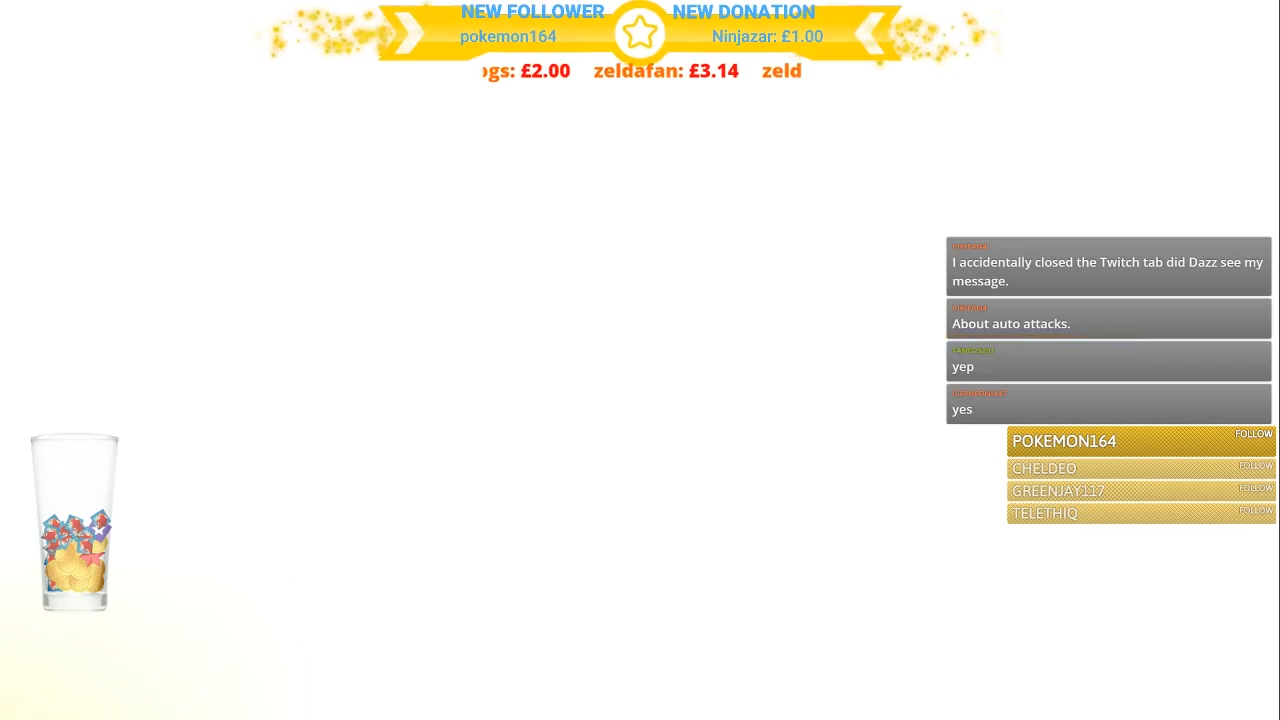 NEW FOLLOWER
NEW DONATION
pokemon164
Ninjazar: £1.00
ogs: £2.00 zeldafan: £3.14 zeld
I accidentally closed the Twitch tab did Dazz see my
message.
About auto attacks.
yep
yes
POKEMON164 FOLLOW
CHELDEO FOLLOW
GREENJAY117 FOLLOW
TELETHIQ FOLLOW